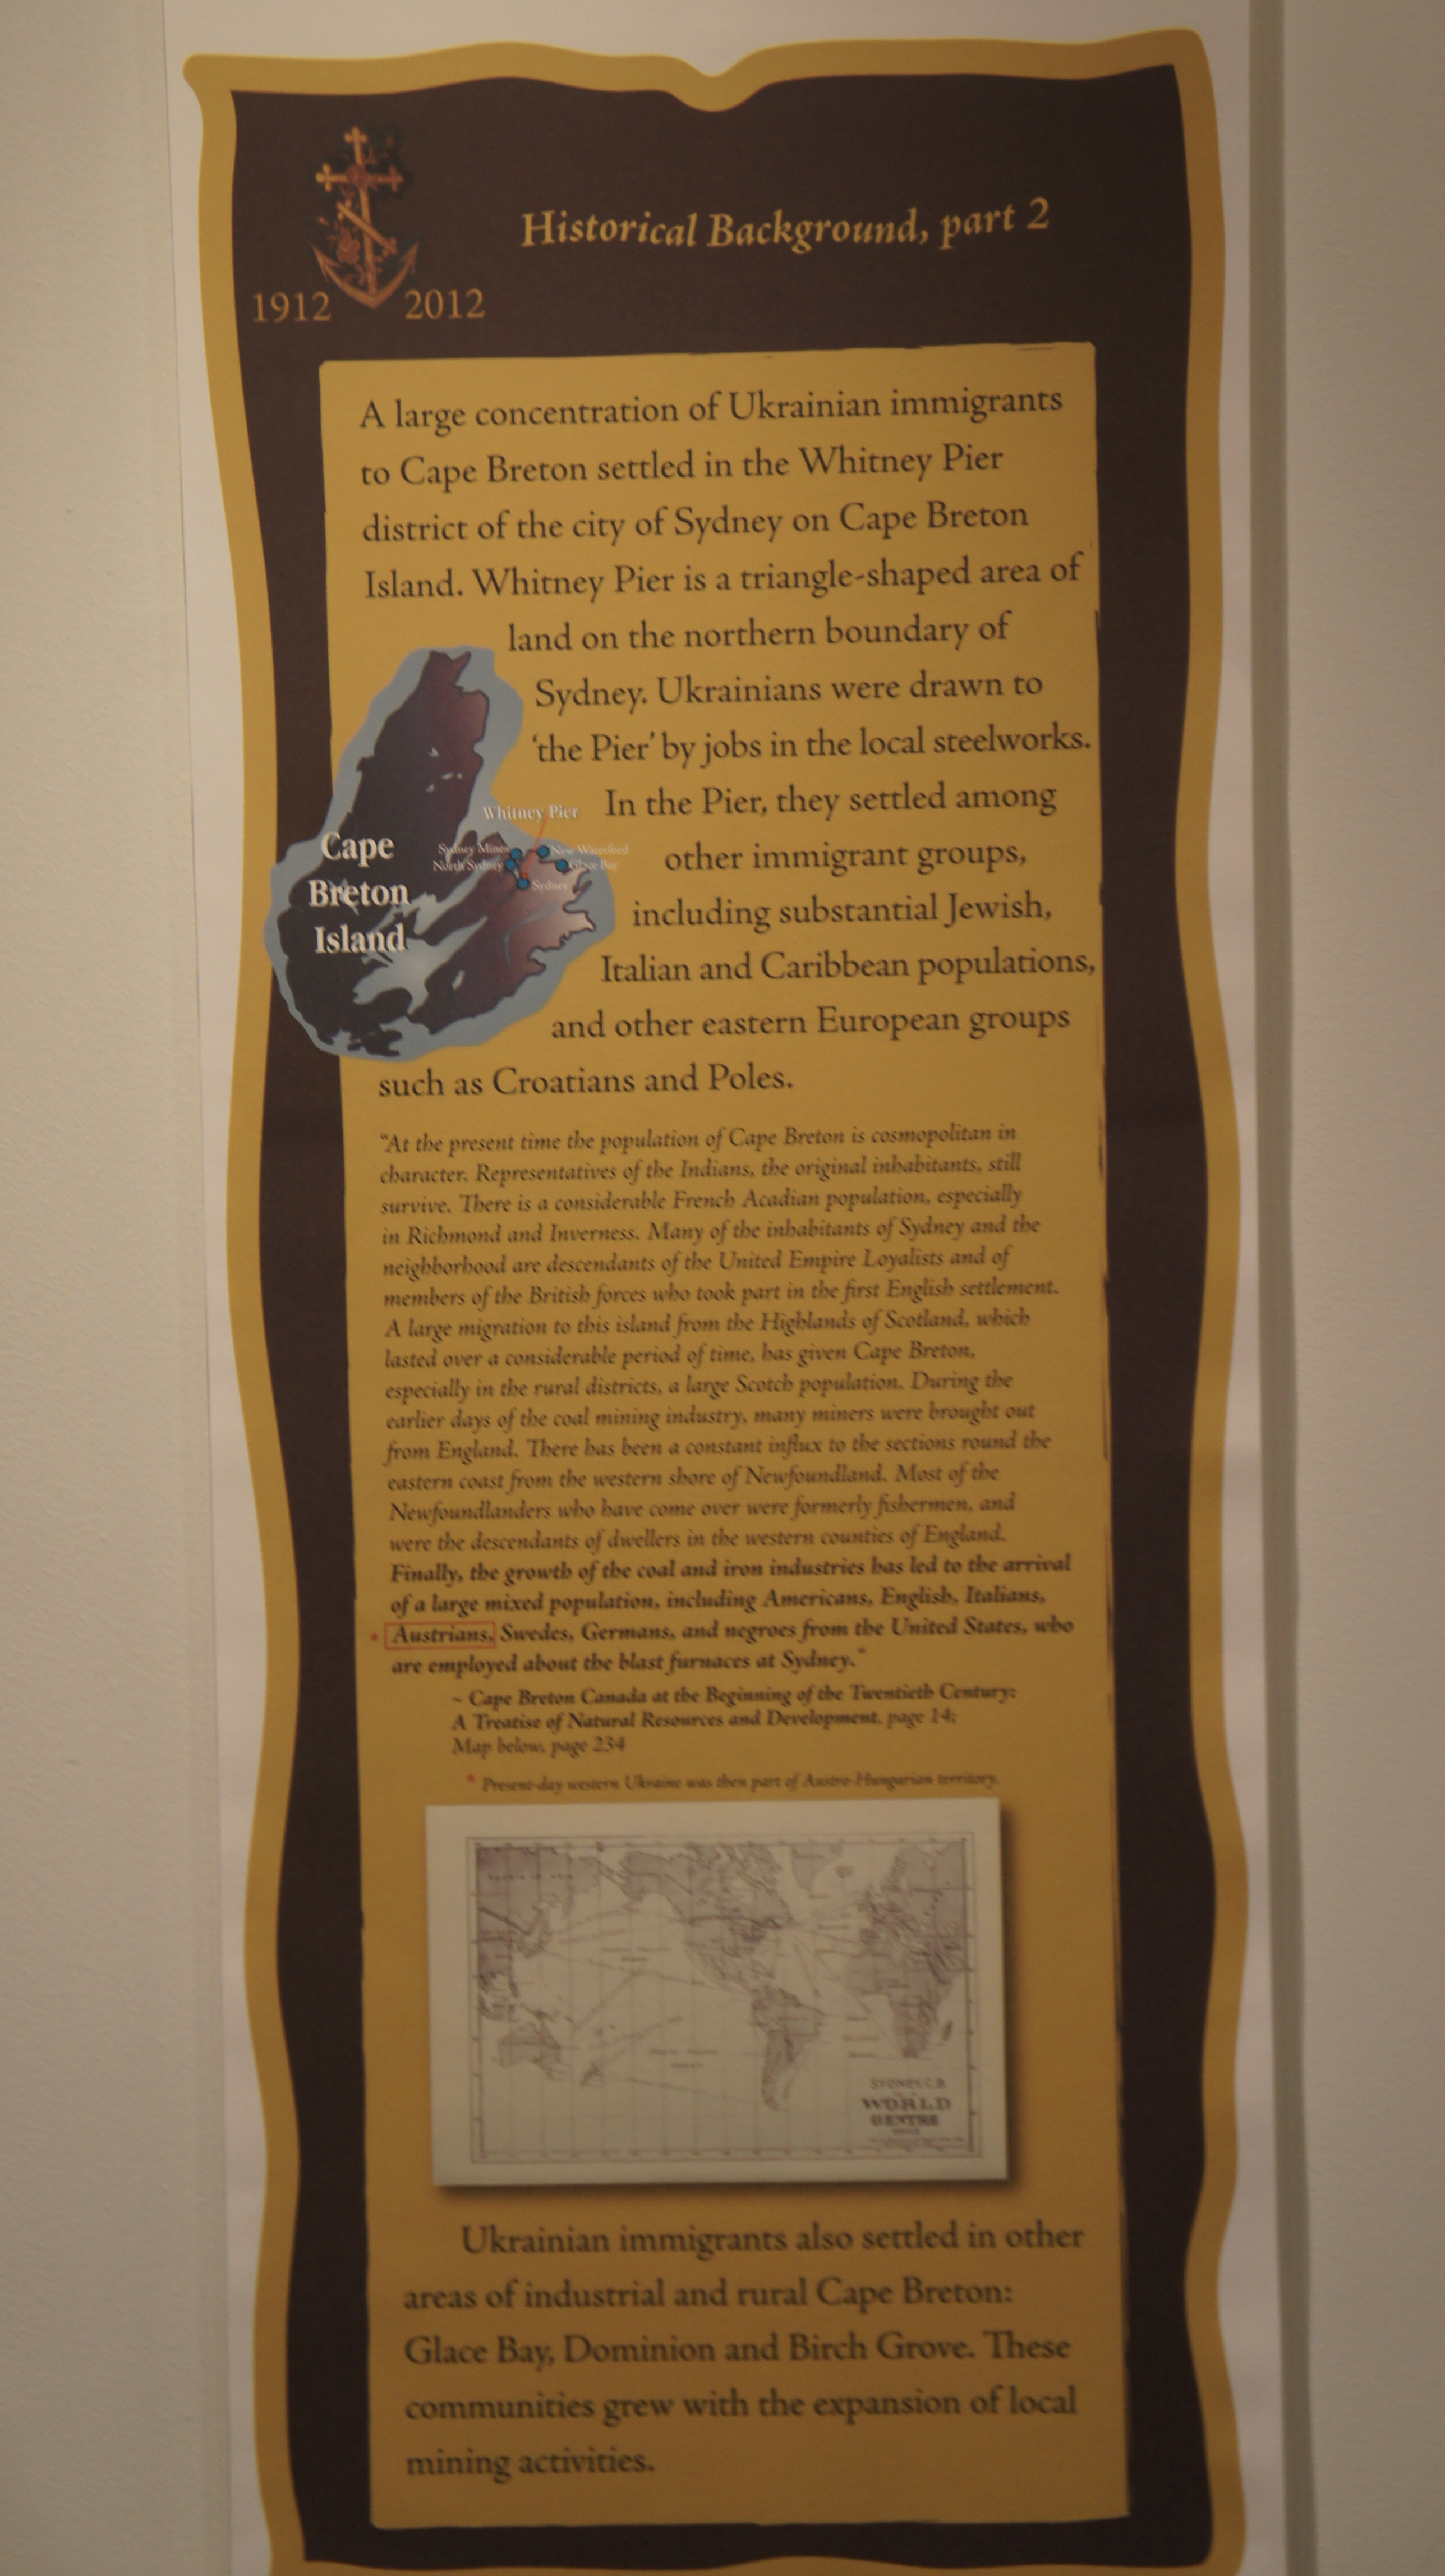 Historical Background, part 2
1912 2012
A large concentration of Ukrainian immigrants
to Cape Breton settled in the Whitney Pier
district of the city of Sydney on Cape Breton
Island. Whitney Pier is a triangle-shaped area of
land on the northern boundary of
Sydney. Ukrainians were drawn to
'the Pier' by jobs in the local steelworks.
In the Pier, they settled among
other immigrant groups,
including substantial Jewish,
Italian and Caribbean populations,
and other eastern European groups
such as Croatians and Poles.
Cape
Breton
Island
Whitney Pier
Sydney Mines
New Waterford
North Sydney
Glace Bay
Sydney
"At the present time the population of Cape Breton is cosmopolitan in
character. Representatives of the Indians, the original inhabitants, still
survive. There is a considerable French Acadian population, especially
in Richmond and Inverness. Many of the inhabitants of Sydney and the
neighborhood are descendants of the United Empire Loyalists and of
members of the British forces who took part in the first English settlement.
A large migration to this island from the Highlands of Scotland, which
lasted over a considerable period of time, has given Cape Breton,
especially in the rural districts, a large Scotch population. During the
earlier days of the coal mining industry, many miners were brought out
from England. There has been a constant influx to the sections round the
eastern coast from the western shore of Newfoundland. Most of the
Newfoundlanders who have come over were formerly fishermen, and
were the descendants of dwellers in the western counties of England.
Finally, the growth of the coal and iron industries has led to the arrival
of a large mixed population, including Americans, English, Italians,
* Austrians, Swedes, Germans, and negroes from the United States, who
are employed about the blast furnaces at Sydney."
~ Cape Breton Canada at the Beginning of the Twentieth Century:
A Treatise of Natural Resources and Development, page 14;
Map below, page 234
* Present-day western Ukraine was then part of Austro-Hungarian territory.
SYDNEY, C.B.
WORLD
CENTRE
Ukrainian immigrants also settled in other
areas of industrial and rural Cape Breton:
Glace Bay, Dominion and Birch Grove. These
communities grew with the expansion of local
mining activities.